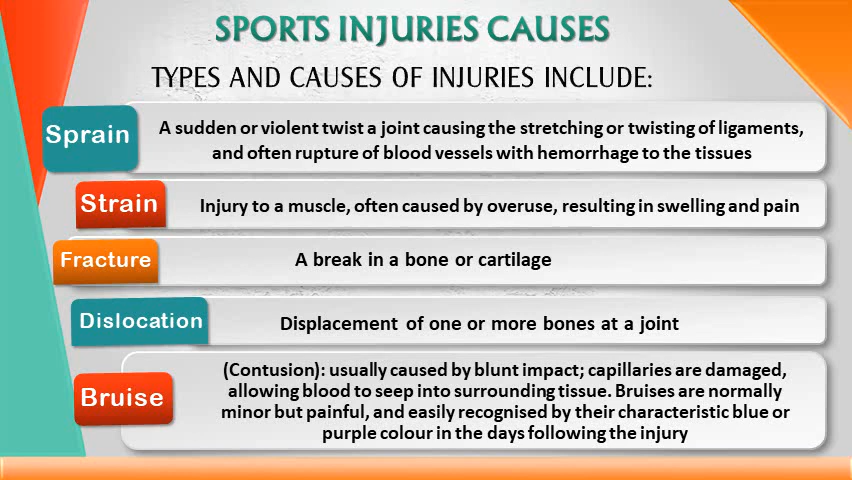 SPORTS INJURIES CAUSES
TYPES AND CAUSES OF INJURIES INCLUDE:
Sprain
A sudden or violent twist a joint causing the stretching or twisting of ligaments,
and often rupture of blood vessels with hemorrhage to the tissues
Strain
Injury to a muscle, often caused by overuse, resulting in swelling and pain
Fracture
A break in a bone or cartilage
Dislocation
Displacement of one or more bones at a joint
Bruise
(Contusion): usually caused by blunt impact; capillaries are damaged,
allowing blood to seep into surrounding tissue. Bruises are normally
minor but painful, and easily recognised by their characteristic blue or
purple colour in the days following the injury